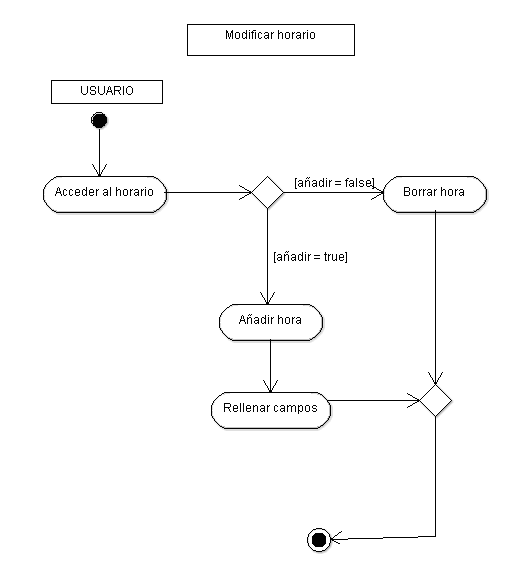 Modificar horario
USUARIO
Acceder al horario
[añadir = false]
Borrar hora
[añadir = true]
Añadir hora
Rellenar campos